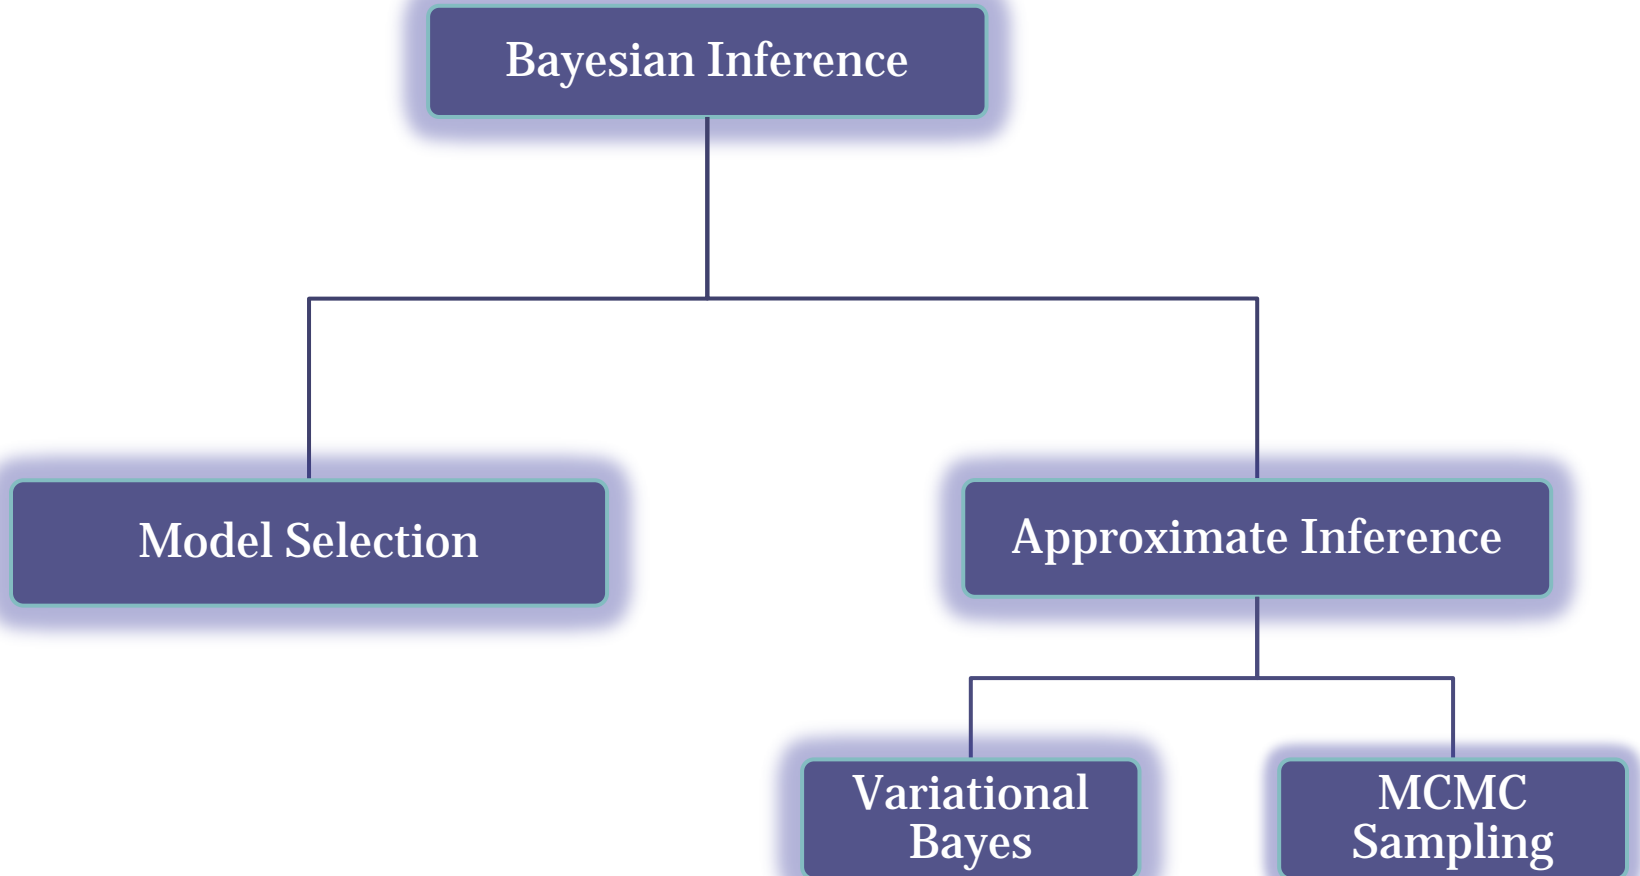 Bayesian Inference
Model Selection
Approximate Inference
Variational
Bayes
MCMC
Sampling